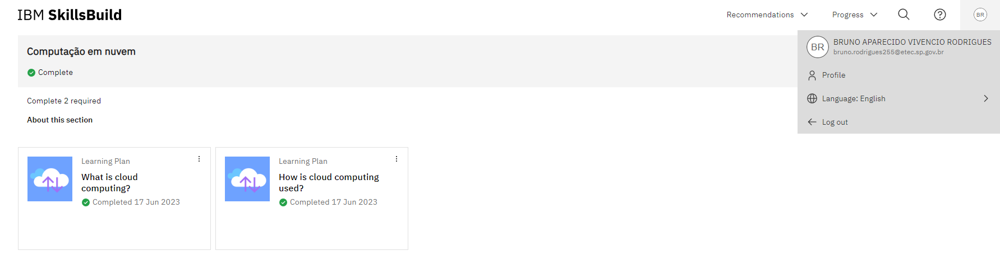 IBM SkillsBuild
Recommendations
Progress
BR
BR
BRUNO APARECIDO VIVENCIO RODRIGUES
bruno.rodrigues255@etec.sp.gov.br
Profile
Language: English
Log out
Computação em nuvem
Complete
Complete 2 required
About this section
Learning Plan
What is cloud
computing?
Completed 17 Jun 2023
Learning Plan
How is cloud computing
used?
Completed 17 Jun 2023